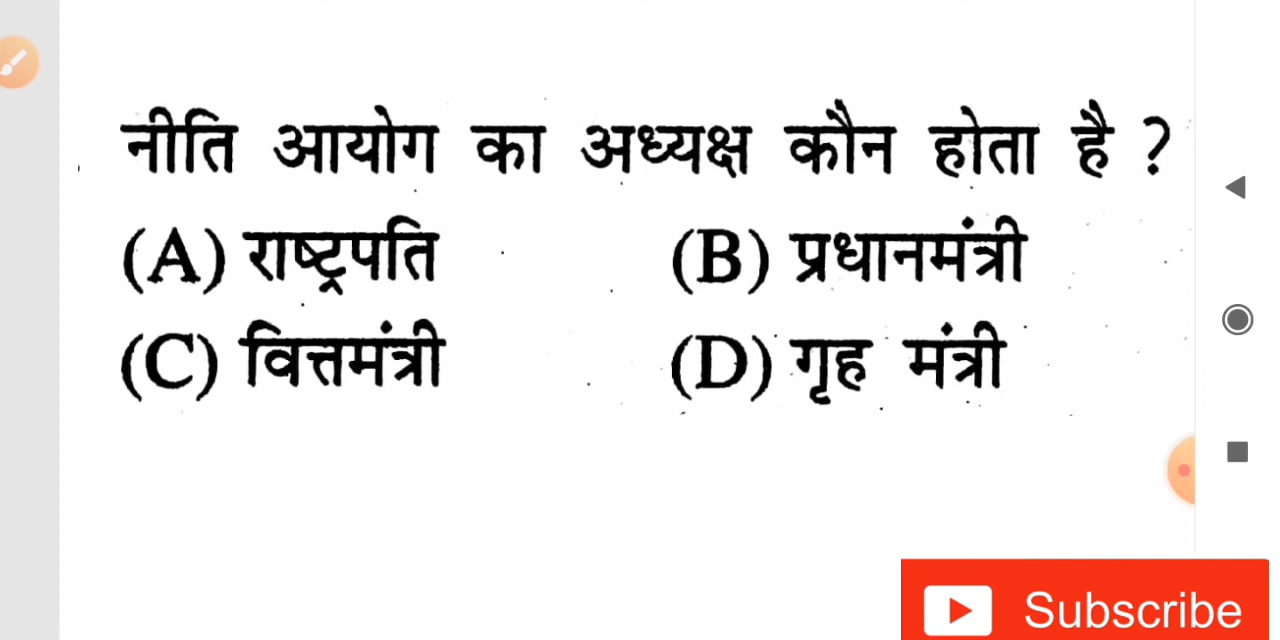 नीति आयोग का अध्यक्ष कौन होता है ?
(A) राष्ट्रपति (B) प्रधानमंत्री
(C) वित्तमंत्री (D) गृह मंत्री
Subscribe